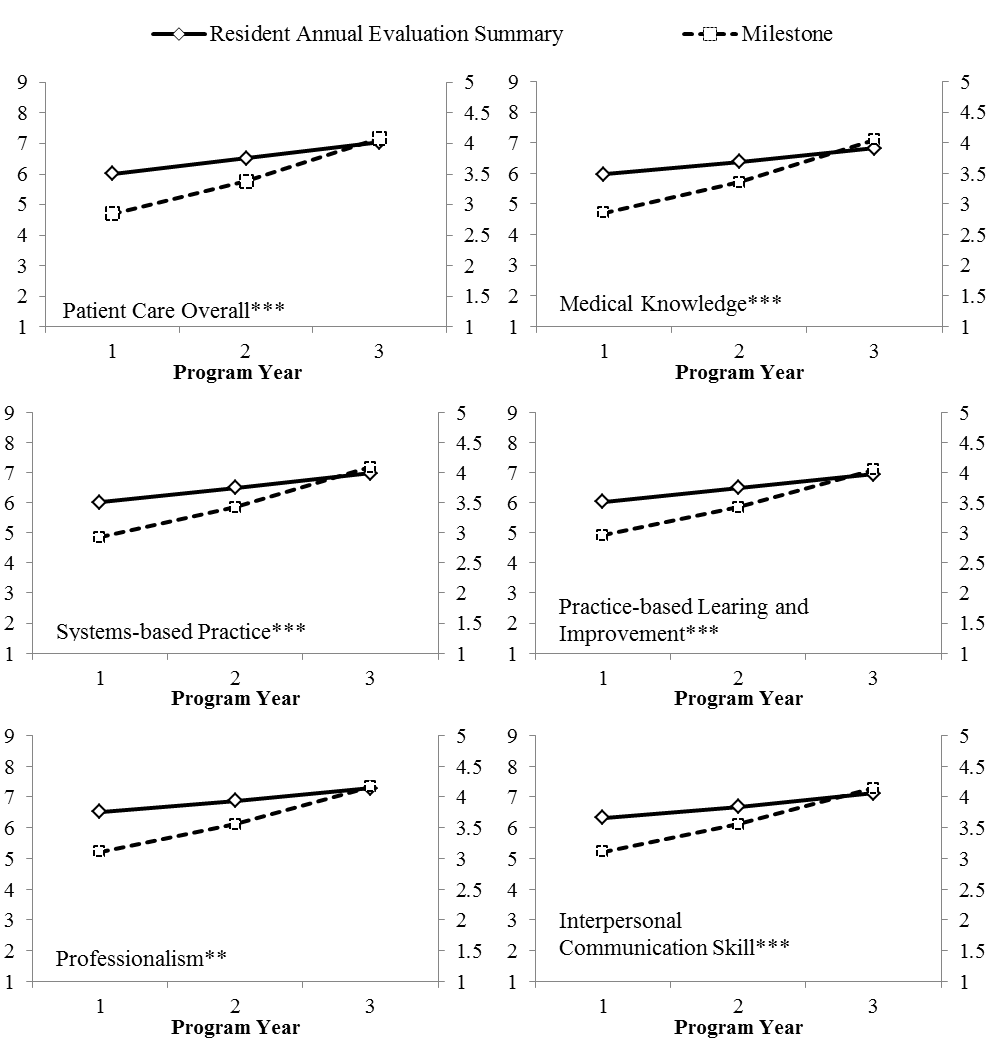 Resident Annual Evaluation Summary Milestone
9 5 9 5
8 4.5 8 4.5
7 4 7 4
6 3.5 6 3.5
5 3 5 3
4 2.5 4 2.5
3 2 3 2
2 1.5 2 1.5
Patient Care Overall*** Medical Knowledge***
1 1 1 1
1 2 3 1 2 3
Program Year Program Year
9 5 9 5
8 4.5 8 4.5
7 4 7 4
6 3.5 6 3.5
5 3 5 3
4 2.5 4 2.5
3 2 3 2
Practice-based Learing and
2 1.5 2 1.5
Systems-based Practice*** Improvement***
1 1 1 1
1 2 3 1 2 3
Program Year Program Year
9 5 9 5
8 4.5 8 4.5
7 4 7 4
6 3.5 6 3.5
5 3 5 3
4 2.5 4 2.5
3 2 3 2
Interpersonal
2 1.5 2 1.5
Professionalism** Communication Skill***
1 1 1 1
1 2 3 1 2 3
Program Year Program Year